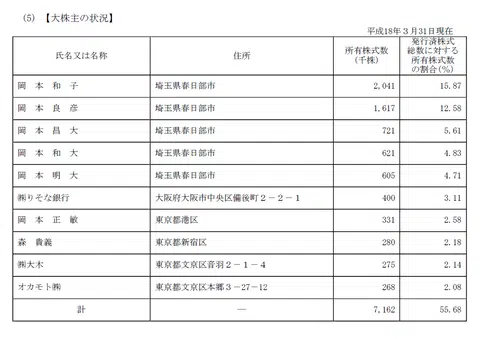 (5) 【大株主の状況】
平成18年3月31日現在
氏名又は名称 住所 所有株式数(千株) 発行済株式総数に対する所有株式数の割合(%)
岡 本 和 子 埼玉県春日部市 2,041 15.87
岡 本 良 彦 埼玉県春日部市 1,617 12.58
岡 本 昌 大 埼玉県春日部市 721 5.61
岡 本 和 大 埼玉県春日部市 621 4.83
岡 本 明 大 埼玉県春日部市 605 4.71
㈱りそな銀行 大阪府大阪市中央区備後町2-2-1 400 3.11
岡 本 正 敏 東京都港区 331 2.58
森 貴義 東京都新宿区 280 2.18
㈱大木 東京都文京区音羽2-1-4 275 2.14
オカモト㈱ 東京都文京区本郷3-27-12 268 2.08
計 ― 7,162 55.68